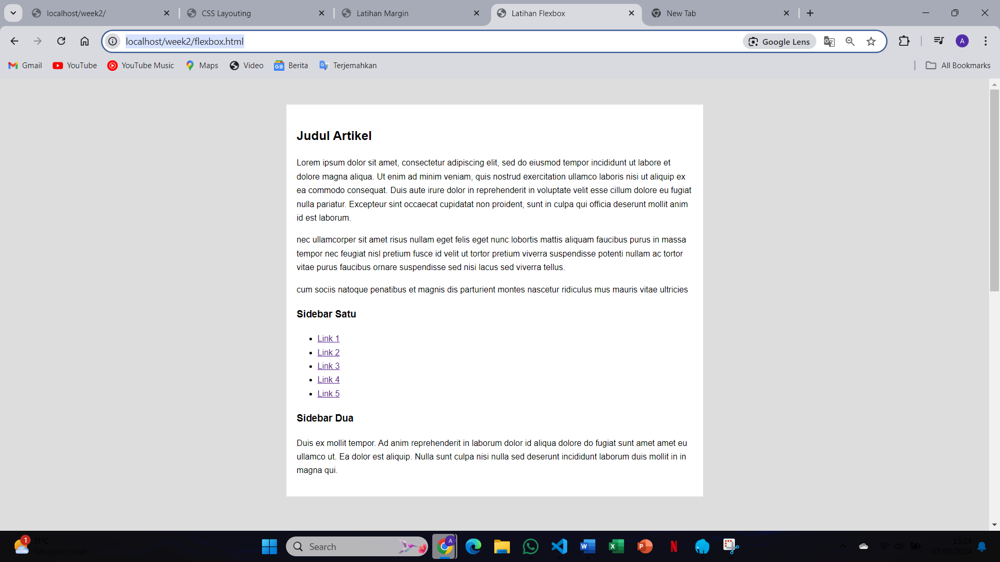 localhost/week2/
CSS Layouting
Latihan Margin
Latihan Flexbox
New Tab
localhost/week2/flexbox.html
Google Lens
A
Gmail
YouTube
YouTube Music
Maps
Video
Berita
Terjemahkan
All Bookmarks
Judul Artikel
Lorem ipsum dolor sit amet, consectetur adipiscing elit, sed do eiusmod tempor incididunt ut labore et
dolore magna aliqua. Ut enim ad minim veniam, quis nostrud exercitation ullamco laboris nisi ut aliquip ex
ea commodo consequat. Duis aute irure dolor in reprehenderit in voluptate velit esse cillum dolore eu fugiat
nulla pariatur. Excepteur sint occaecat cupidatat non proident, sunt in culpa qui officia deserunt mollit anim
id est laborum.
nec ullamcorper sit amet risus nullam eget felis eget nunc lobortis mattis aliquam faucibus purus in massa
tempor nec feugiat nisl pretium fusce id velit ut tortor pretium viverra suspendisse potenti nullam ac tortor
vitae purus faucibus ornare suspendisse sed nisi lacus sed viverra tellus.
cum sociis natoque penatibus et magnis dis parturient montes nascetur ridiculus mus mauris vitae ultricies
Sidebar Satu
• Link 1
• Link 2
• Link 3
• Link 4
• Link 5
Sidebar Dua
Duis ex mollit tempor. Ad anim reprehenderit in laborum dolor id aliqua dolore do fugiat sunt amet amet eu
ullamco ut. Ea dolor est aliquip. Nulla sunt culpa nisi nulla sed deserunt incididunt laborum duis mollit in in
magna qui.
1
31°C
Sebagian cerah
Search
A
15:24
07/09/2024